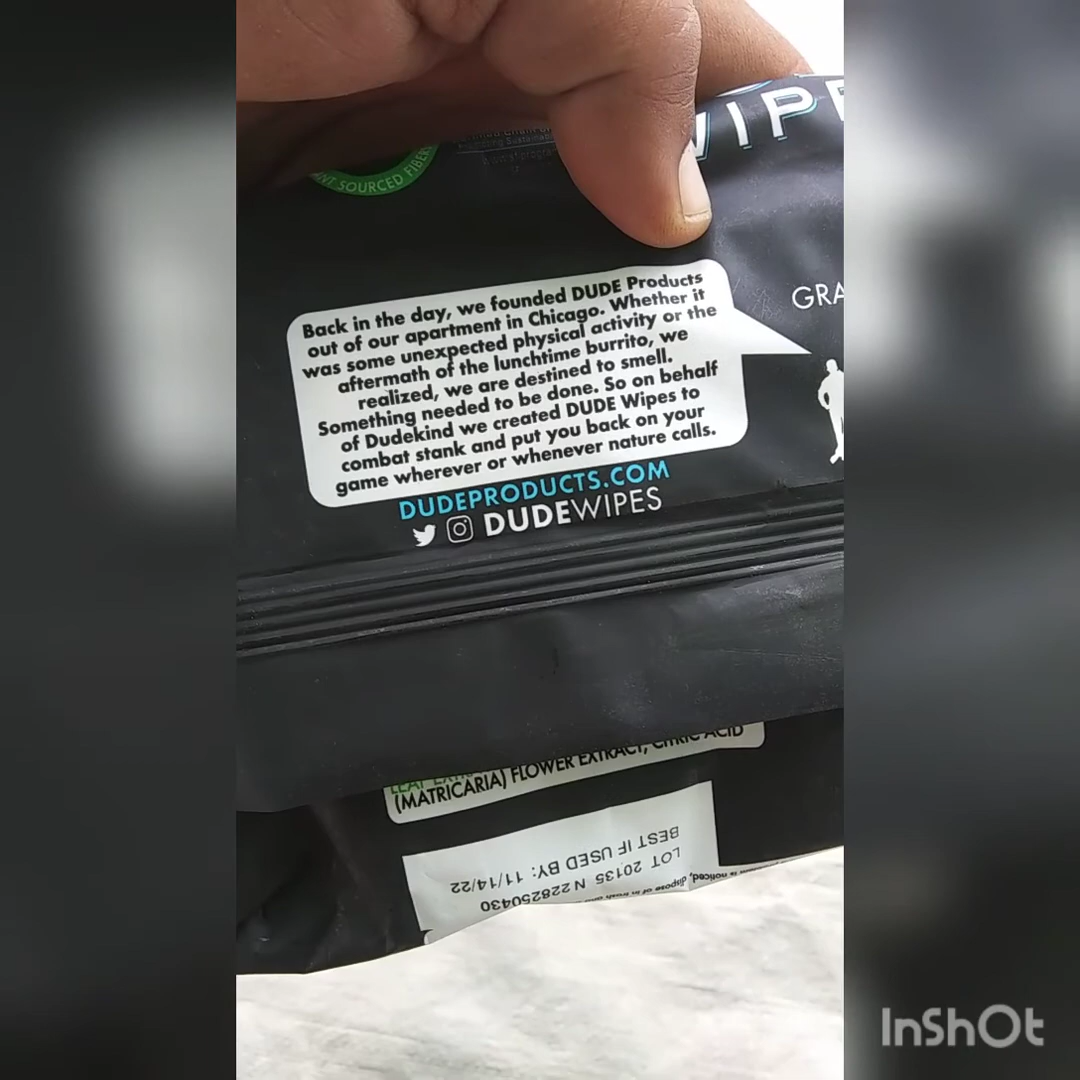 WIPE
NT SOURCED FIBERS
GRA
Back in the day, we founded DUDE Products
out of our apartment in Chicago. Whether it
was some unexpected physical activity or the
aftermath of the lunchtime burrito, we
realized, we are destined to smell.
Something needed to be done. So on behalf
of Dudekind we created DUDE Wipes to
combat stank and put you back on your
game wherever or whenever nature calls.
DUDEPRODUCTS.COM
DUDEWIPES
(MATRICARIA) FLOWER EXTRACT, CITRIC ACID
BEST IF USED BY: 11/14/22
LOT 20135 N 228250430
InShOt